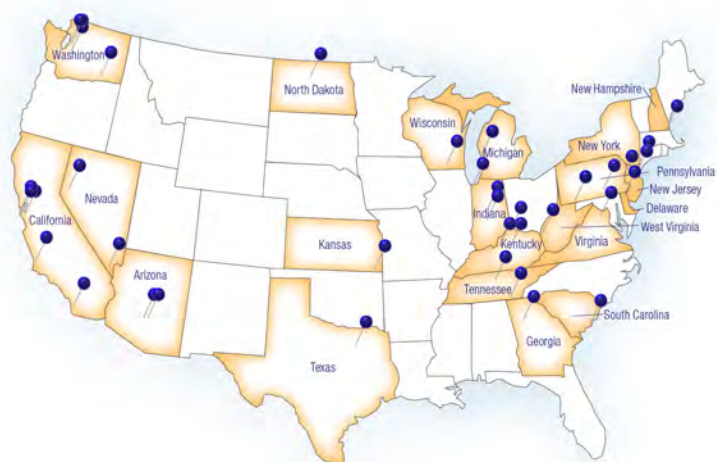 Washington
North Dakota
New Hampshire
Wisconsin
Michigan
New York
Pennsylvania
New Jersey
Delaware
West Virginia
Nevada
California
Indiana
Kansas
Kentucky
Virginia
Arizona
Tennessee
South Carolina
Georgia
Texas